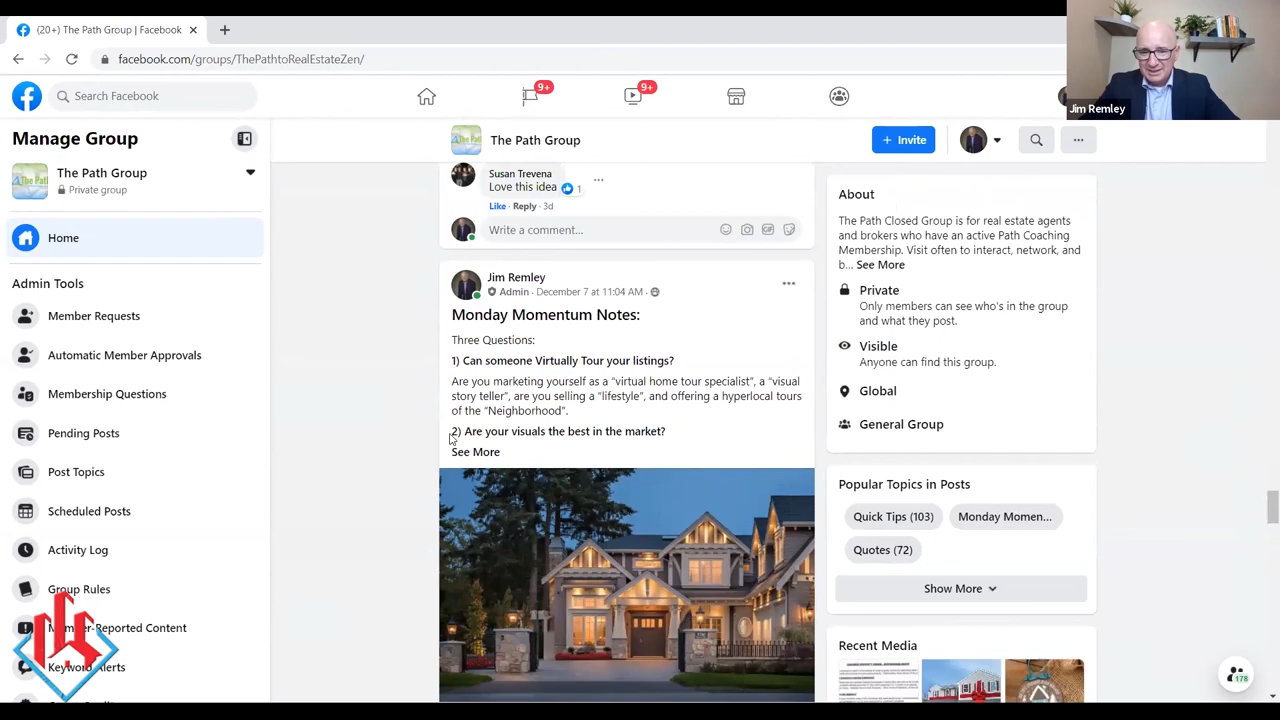 (20+) The Path Group | Facebook
facebook.com/groups/ThePathtoRealEstateZen/
Jim Remley
Search Facebook
9+
9+
Manage Group
The Path Group
Private group
Home
Admin Tools
Member Requests
Automatic Member Approvals
Membership Questions
Pending Posts
Post Topics
Scheduled Posts
Activity Log
Group Rules
Member-Reported Content
Keyword Alerts
The Path Group
+ Invite
Susan Trevena
Love this idea 1
Like · Reply · 3d
Write a comment...
GIF
Jim Remley
Admin · December 7 at 11:04 AM ·
Monday Momentum Notes:
Three Questions:
1) Can someone Virtually Tour your listings?
Are you marketing yourself as a “virtual home tour specialist”, a “visual
story teller”, are you selling a “lifestyle”, and offering a hyperlocal tours
of the “Neighborhood”.
2) Are your visuals the best in the market?
See More
About
The Path Closed Group is for real estate agents
and brokers who have an active Path Coaching
Membership. Visit often to interact, network, and
b... See More
Private
Only members can see who's in the group
and what they post.
Visible
Anyone can find this group.
Global
General Group
Popular Topics in Posts
Quick Tips (103)
Monday Momen...
Quotes (72)
Show More
Recent Media
178